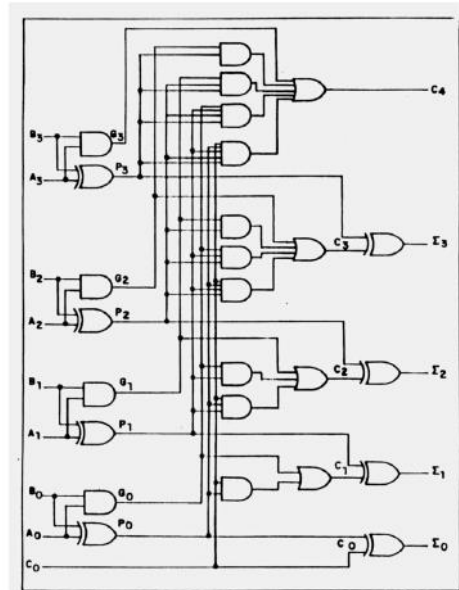 C4
B3 G3
A3 P3
C3 Σ3
B2 G2
A2 P2
C2 Σ2
B1 G1
A1 P1
C1 Σ1
B0 G0
A0 P0
C0 Σ0
C0